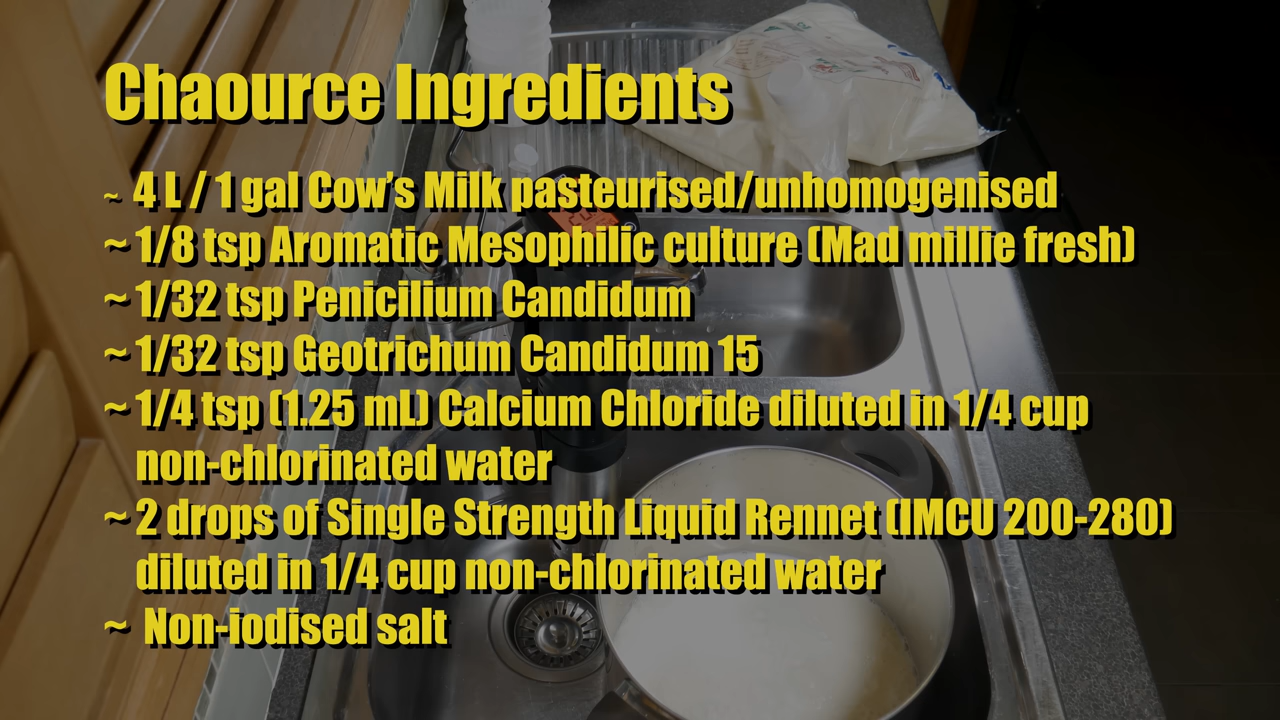 Chaource Ingredients
~ 4 L / 1 gal Cow's Milk pasteurised/unhomogenised
~ 1/8 tsp Aromatic Mesophilic culture (Mad millie fresh)
~ 1/32 tsp Penicilium Candidum
~ 1/32 tsp Geotrichum Candidum 15
~ 1/4 tsp (1.25 mL) Calcium Chloride diluted in 1/4 cup
non-chlorinated water
~ 2 drops of Single Strength Liquid Rennet (IMCU 200-280)
diluted in 1/4 cup non-chlorinated water
~ Non-iodised salt